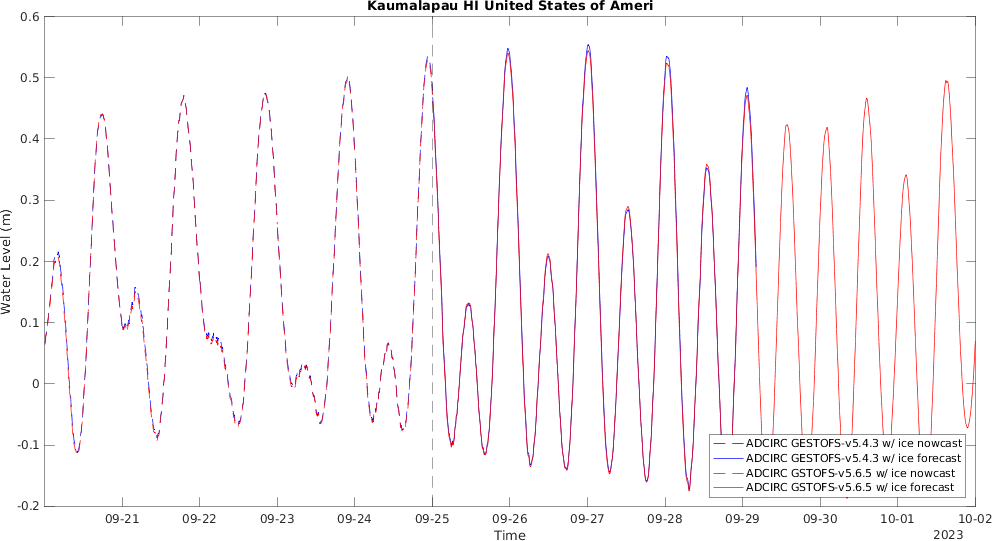 Kaumalapau HI United States of Ameri
0.6
0.5
0.4
0.3
0.2
0.1
0
-0.1
-0.2
Water Level (m)
ADCIRC GESTOFS-v5.4.3 w/ ice nowcast
ADCIRC GESTOFS-v5.4.3 w/ ice forecast
ADCIRC GSTOFS-v5.6.5 w/ ice nowcast
ADCIRC GSTOFS-v5.6.5 w/ ice forecast
09-21 09-22 09-23 09-24 09-25 09-26 09-27 09-28 09-29 09-30 10-01 10-02
Time 2023